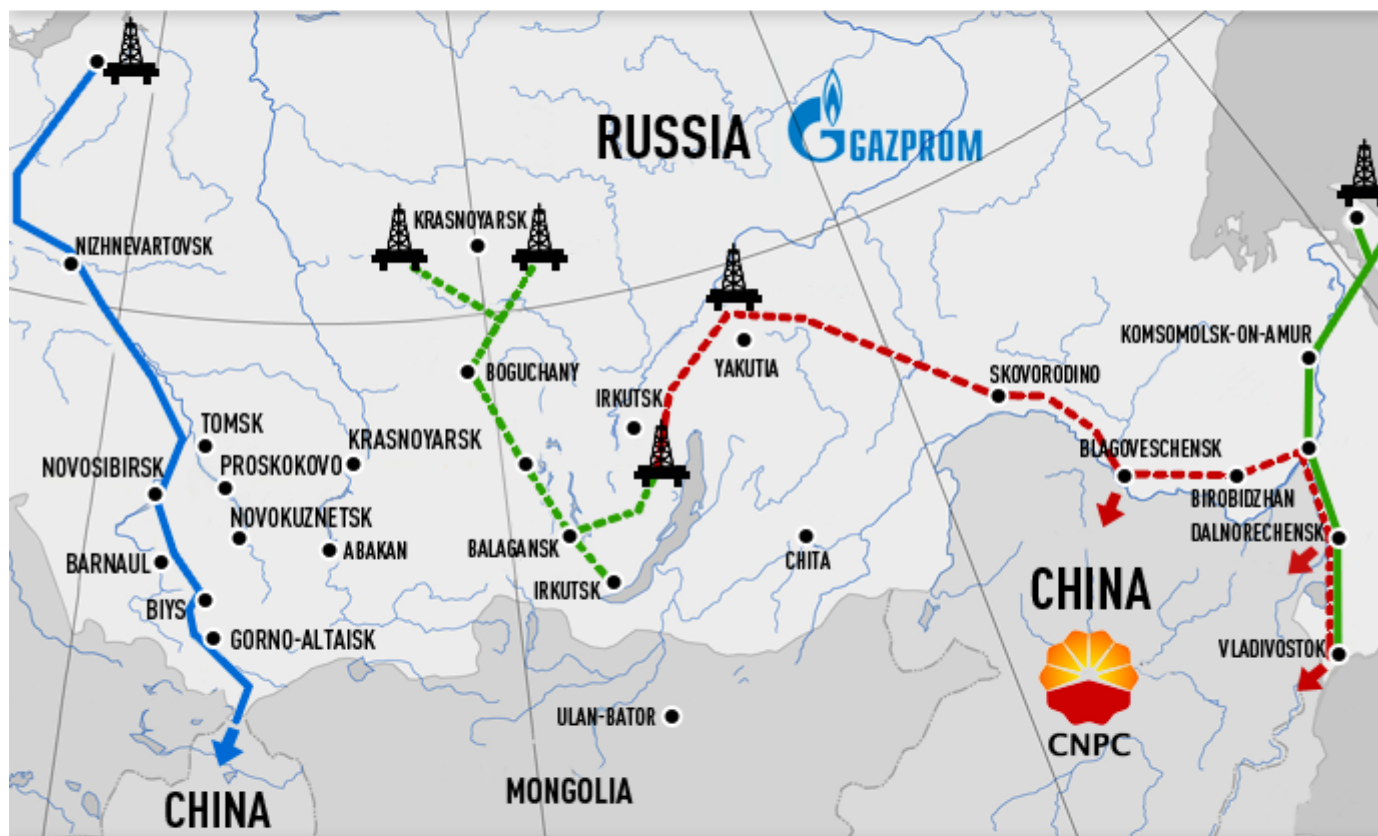 RUSSIA
GAZPROM
KRASNOYARSK
NIZHNEVARTOVSK
KOMSOMOLSK-ON-AMUR
BOGUCHANY
YAKUTIA
SKOVORODINO
IRKUTSK
TOMSK
KRASNOYARSK
BLAGOVESCHENSK
NOVOSIBIRSK
PROSKOKOVO
BIROBIDZHAN
NOVOKUZNETSK
DALNORECHENSK
BARNAUL
ABAKAN
BALAGANSK
CHITA
IRKUTSK
CHINA
BIYS
GORNO-ALTAISK
VLADIVOSTOK
ULAN-BATOR
CNPC
MONGOLIA
CHINA